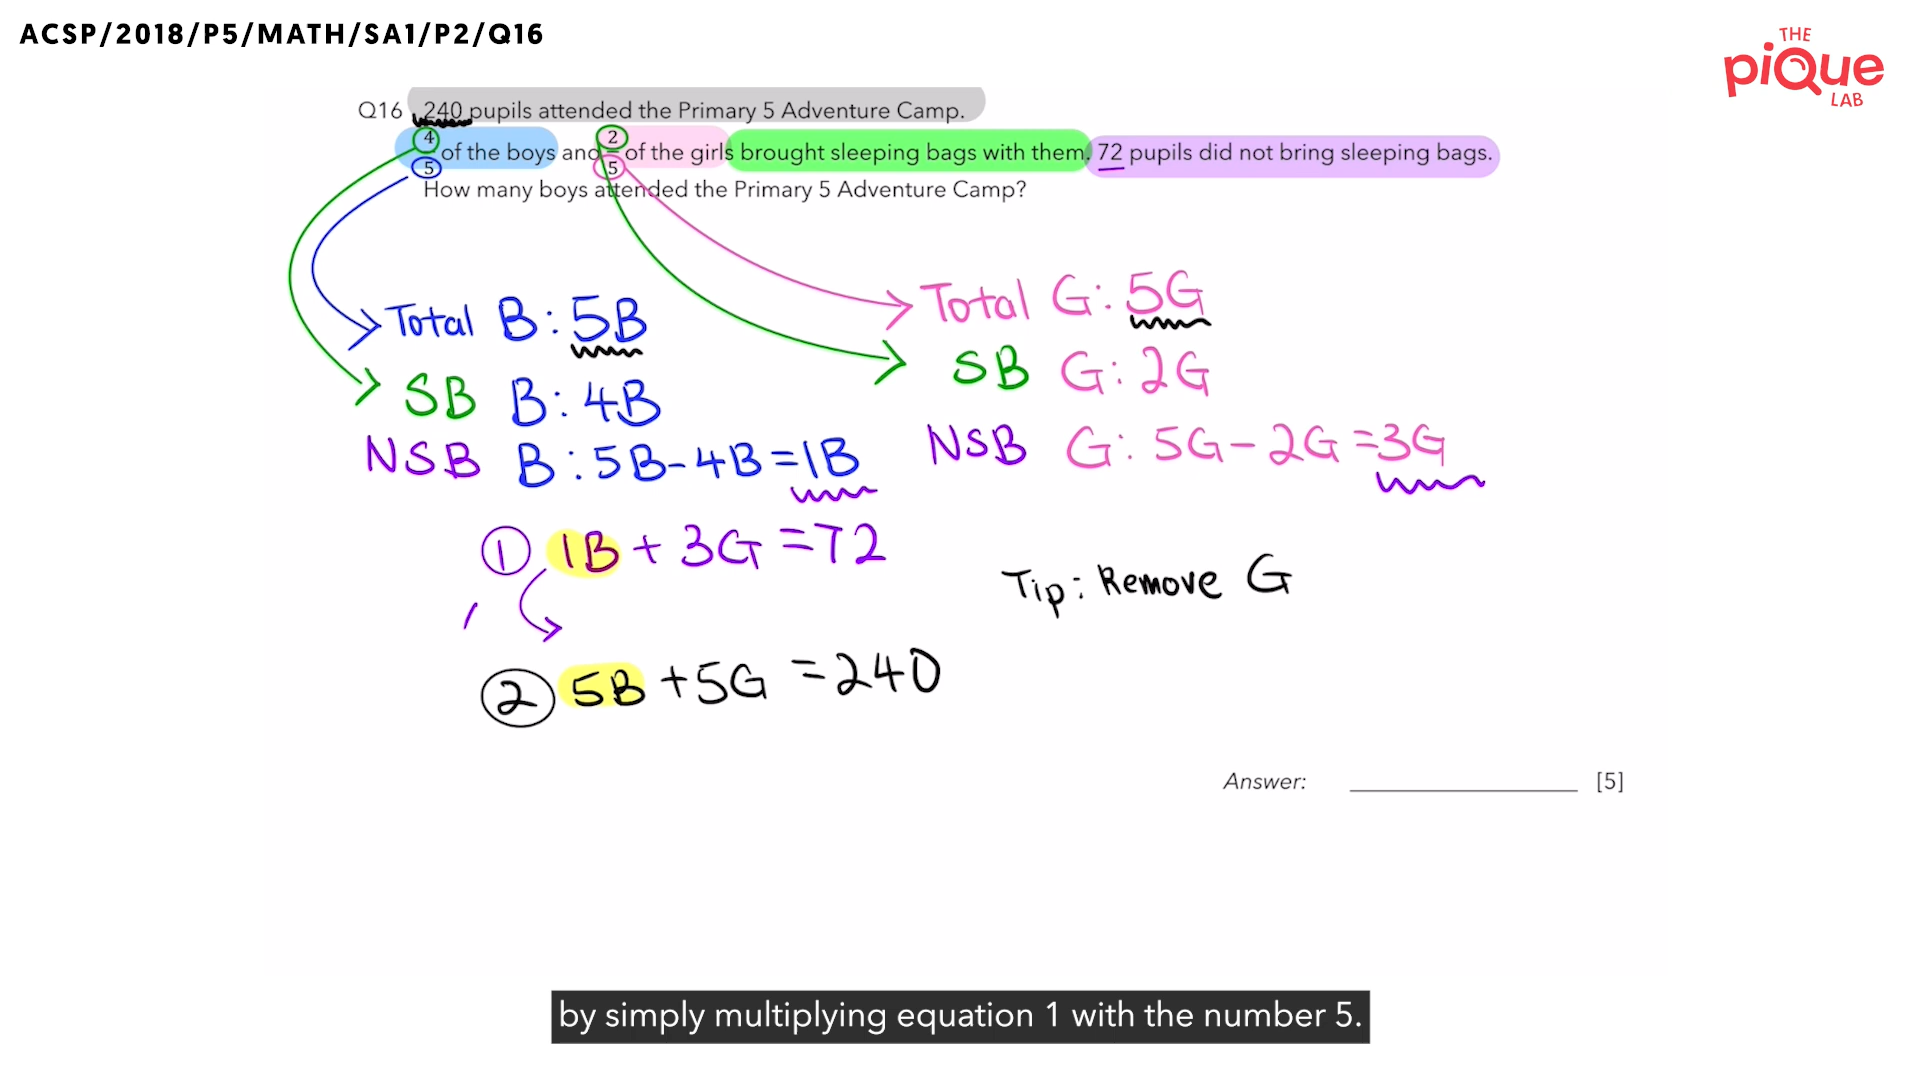 ACSP/2018/P5/MATH/SA1/P2/Q16
THE
piQue
LAB
Q16 240 pupils attended the Primary 5 Adventure Camp.
4/5 of the boys and 2/5 of the girls brought sleeping bags with them. 72 pupils did not bring sleeping bags.
How many boys attended the Primary 5 Adventure Camp?
Total B: 5B
SB B: 4B
NSB B: 5B-4B=1B
Total G: 5G
SB G: 2G
NSB G: 5G-2G=3G
① 1B + 3G = 72
Tip: Remove G
② 5B + 5G = 240
Answer: ____________ [5]
by simply multiplying equation 1 with the number 5.